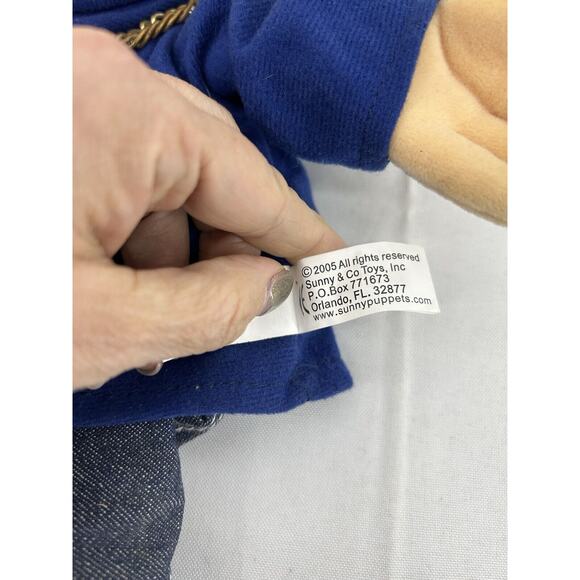 © 2005 All rights reserved
Sunny & Co Toys, Inc
P.O.Box 771673
Orlando, FL. 32877
www.sunnypuppets.com